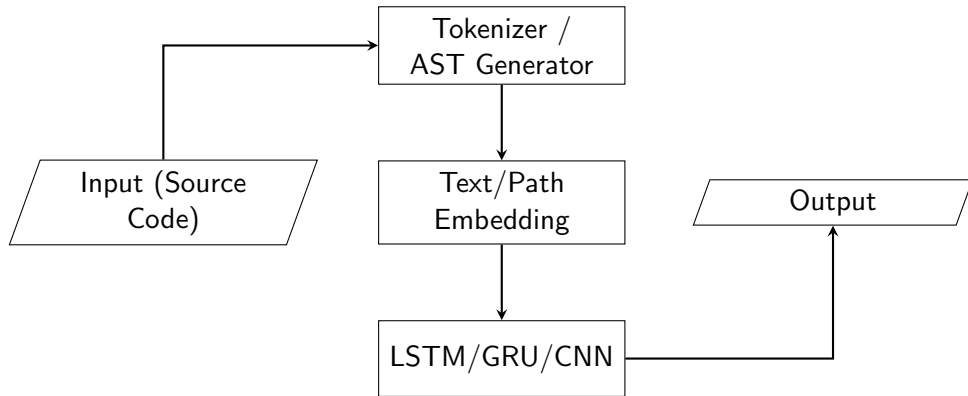 Tokenizer /
AST Generator
Input (Source
Code)
Text/Path
Embedding
Output
LSTM/GRU/CNN